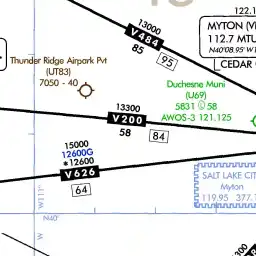 122.1
13000
V484
85
95
MYTON (V
112.7 MTU
N40°08.95' W1
CEDAR
Thunder Ridge Airpark Pvt
(UT83)
7050 - 40
Duchesne Muni
(U69)
5831 58
AWOS-3 121.125
13300
V200
58
84
15000
12600G
*12600
V626
64
SALT LAKE CIT
Myton
119.95 377.
W111°
W
N40°